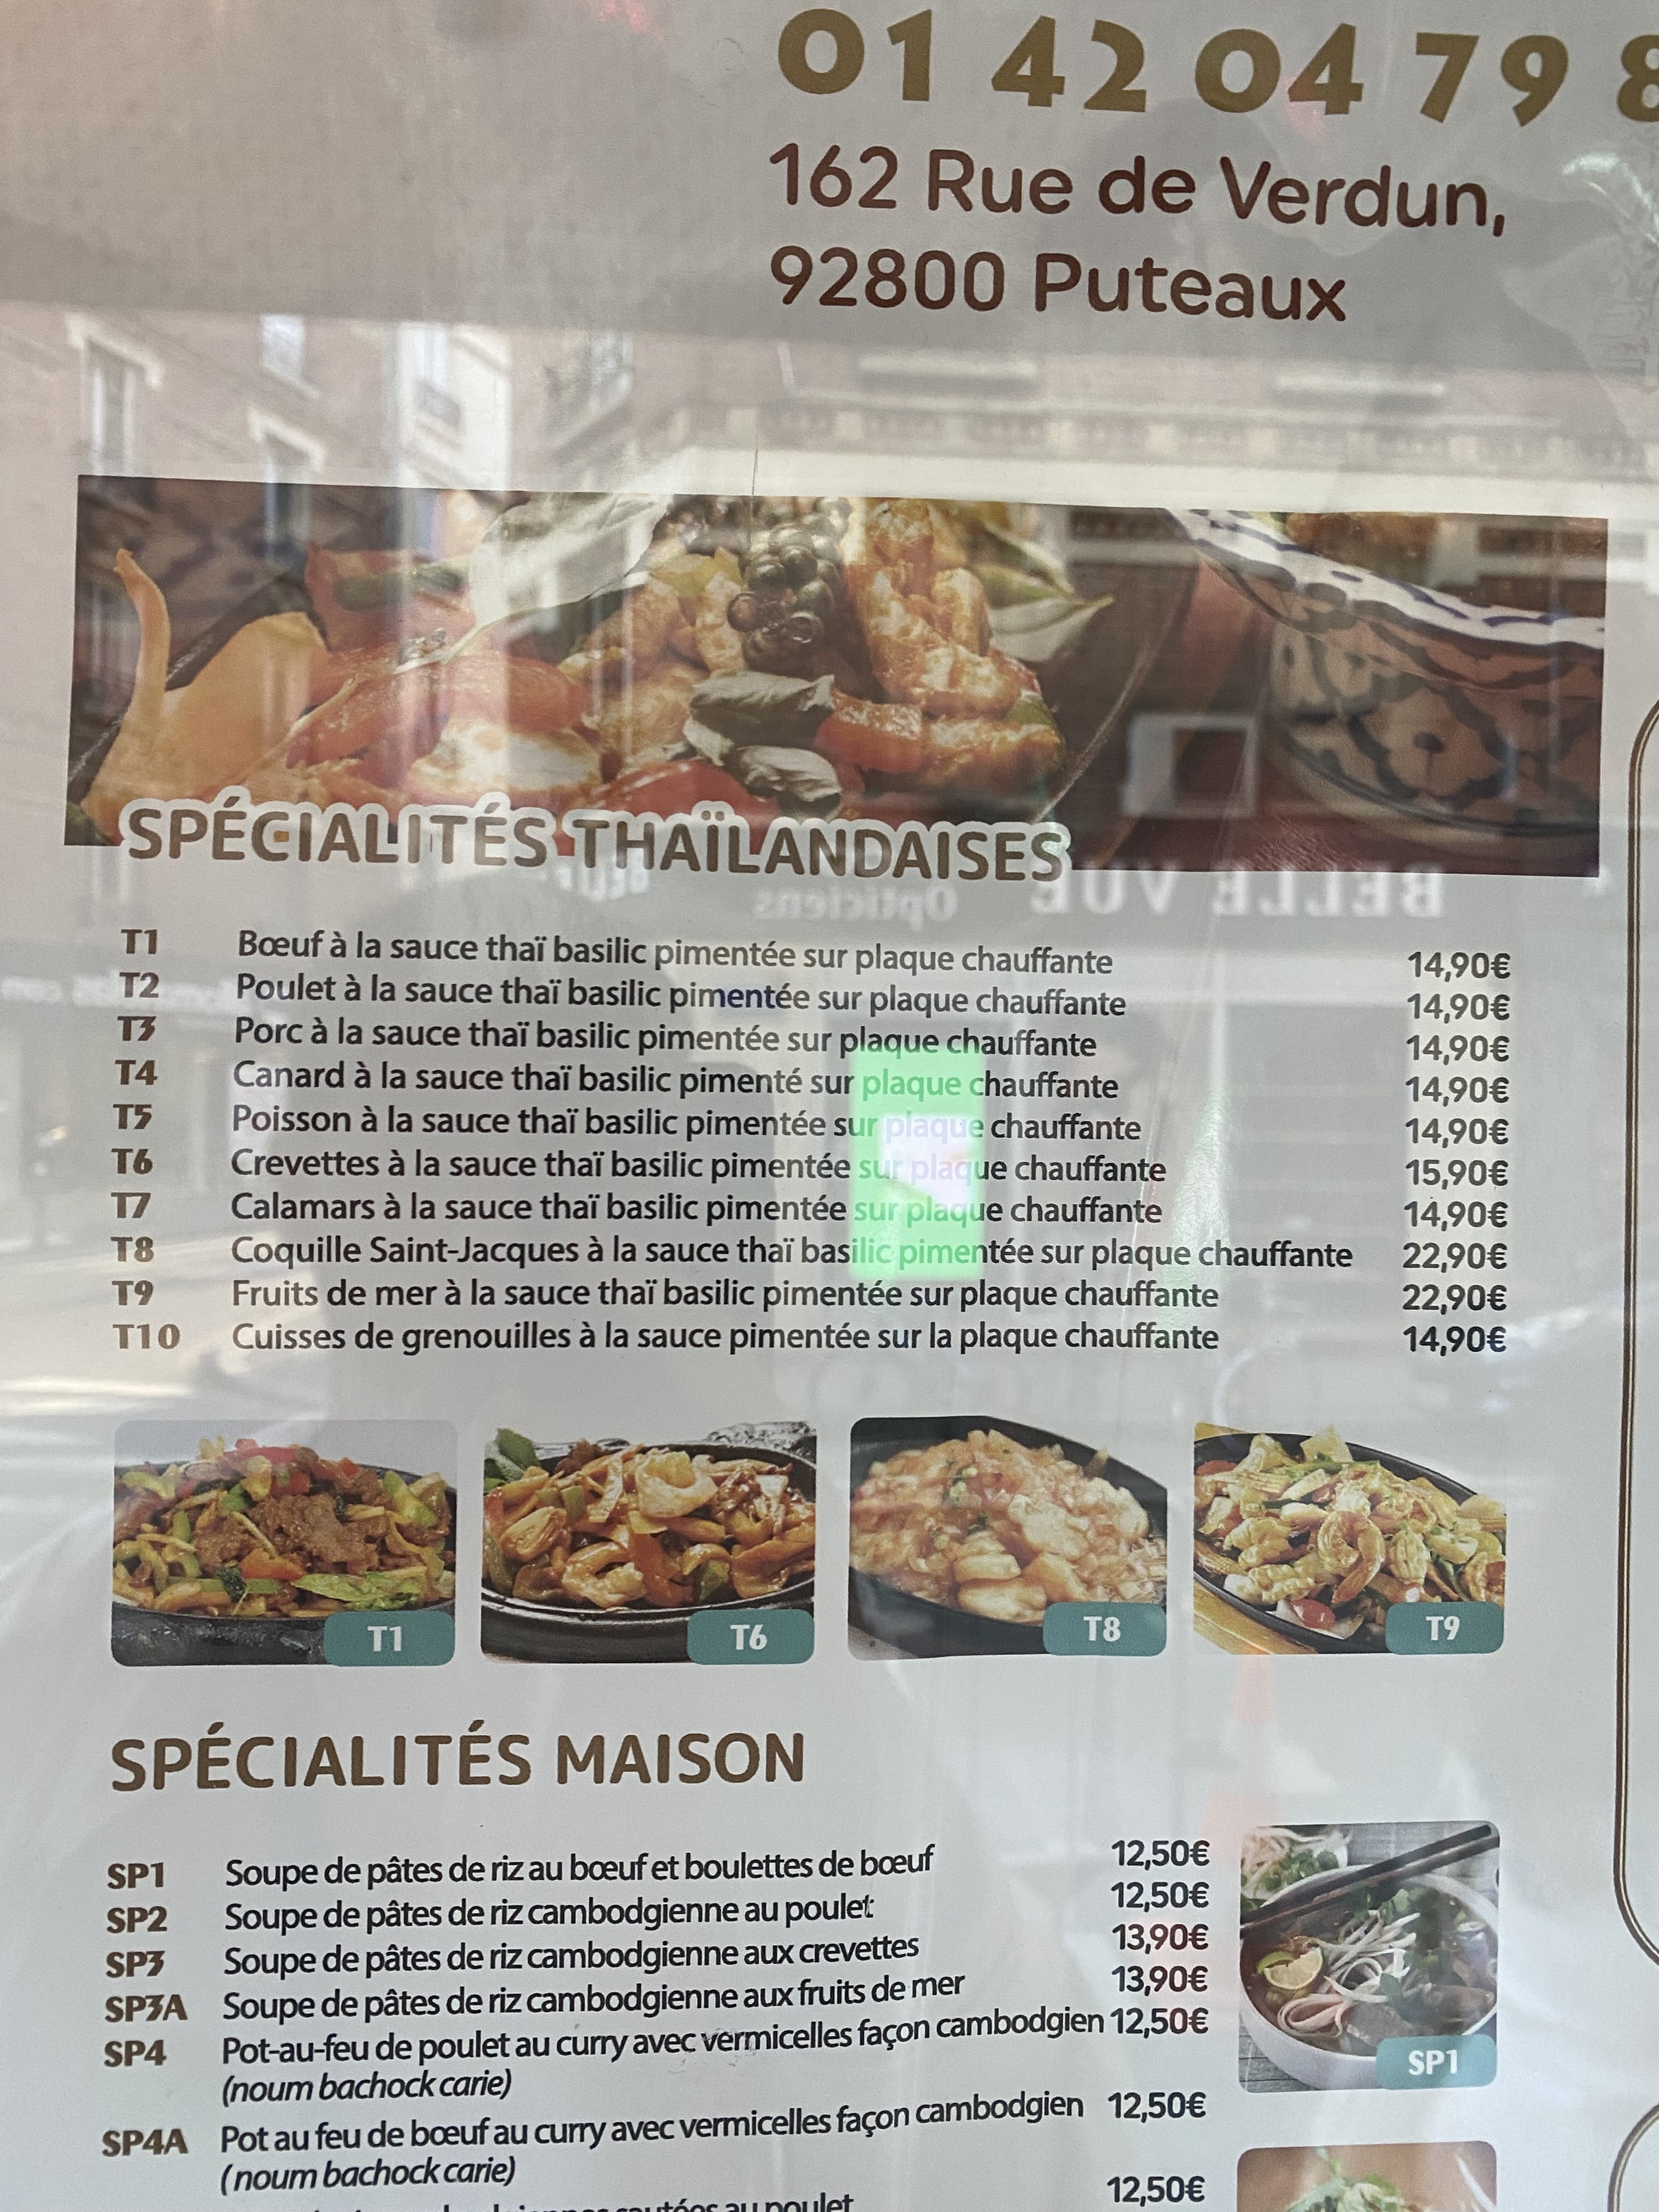 01 42 04 79 8
162 Rue de Verdun,
92800 Puteaux
SPÉCIALITÉS THAÏLANDAISES
Opticiens BELLE VUE
T1 Bœuf à la sauce thaï basilic pimentée sur plaque chauffante 14,90€
T2 Poulet à la sauce thaï basilic pimentée sur plaque chauffante 14,90€
T3 Porc à la sauce thaï basilic pimentée sur plaque chauffante 14,90€
T4 Canard à la sauce thaï basilic pimenté sur plaque chauffante 14,90€
T5 Poisson à la sauce thaï basilic pimentée sur plaque chauffante 14,90€
T6 Crevettes à la sauce thaï basilic pimentée sur plaque chauffante 15,90€
T7 Calamars à la sauce thaï basilic pimentée sur plaque chauffante 14,90€
T8 Coquille Saint-Jacques à la sauce thaï basilic pimentée sur plaque chauffante 22,90€
T9 Fruits de mer à la sauce thaï basilic pimentée sur plaque chauffante 22,90€
T10 Cuisses de grenouilles à la sauce pimentée sur la plaque chauffante 14,90€
T1 T6 T8 T9
SPÉCIALITÉS MAISON
SP1 Soupe de pâtes de riz au bœuf et boulettes de bœuf 12,50€
SP2 Soupe de pâtes de riz cambodgienne au poulet 12,50€
SP3 Soupe de pâtes de riz cambodgienne aux crevettes 13,90€
SP3A Soupe de pâtes de riz cambodgienne aux fruits de mer 13,90€
SP4 Pot-au-feu de poulet au curry avec vermicelles façon cambodgien 12,50€
(noum bachock carie)
SP1
SP4A Pot au feu de bœuf au curry avec vermicelles façon cambodgien 12,50€
(noum bachock carie)
sautées au poulet 12,50€